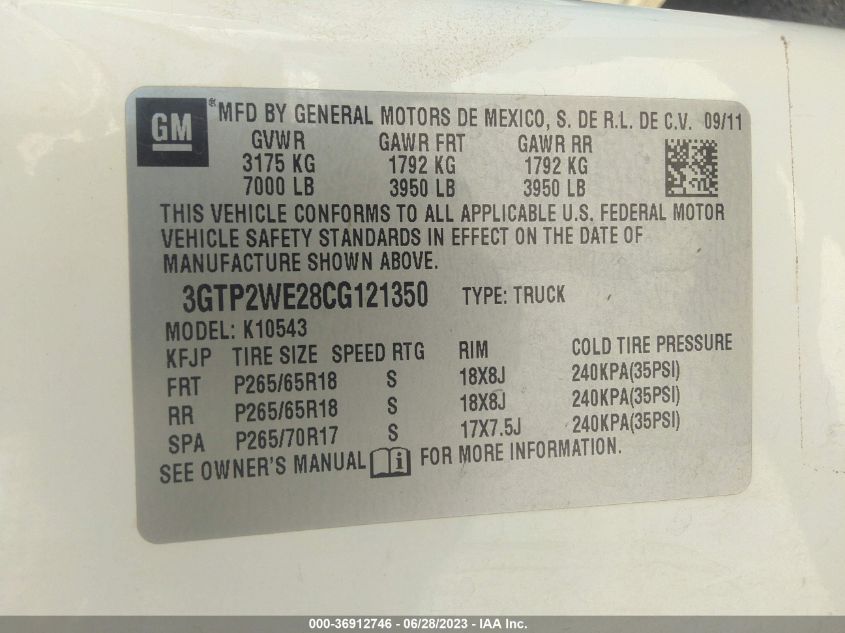 GM ® MFD BY GENERAL MOTORS DE MEXICO, S. DE R.L. DE C.V. 09/11
GVWR GAWR FRT GAWR RR
3175 KG 1792 KG 1792 KG
7000 LB 3950 LB 3950 LB
THIS VEHICLE CONFORMS TO ALL APPLICABLE U.S. FEDERAL MOTOR
VEHICLE SAFETY STANDARDS IN EFFECT ON THE DATE OF
MANUFACTURE SHOWN ABOVE.
3GTP2WE28CG121350 TYPE: TRUCK
MODEL: K10543
KFJP TIRE SIZE SPEED RTG RIM COLD TIRE PRESSURE
FRT P265/65R18 S 18X8J 240KPA(35PSI)
RR P265/65R18 S 18X8J 240KPA(35PSI)
SPA P265/70R17 S 17X7.5J 240KPA(35PSI)
SEE OWNER'S MANUAL i FOR MORE INFORMATION.
000-36912746 - 06/28/2023 - IAA Inc.